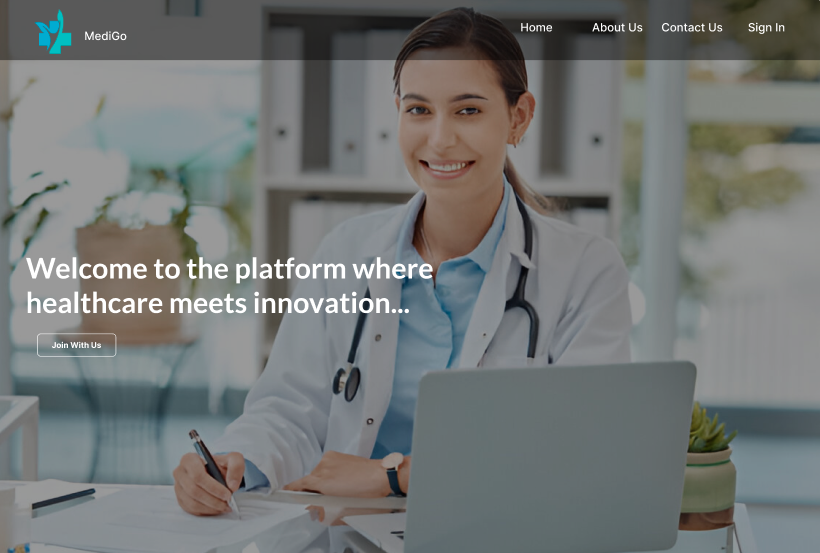 MediGo
Home
About Us
Contact Us
Sign In
Welcome to the platform where
healthcare meets innovation...
Join With Us